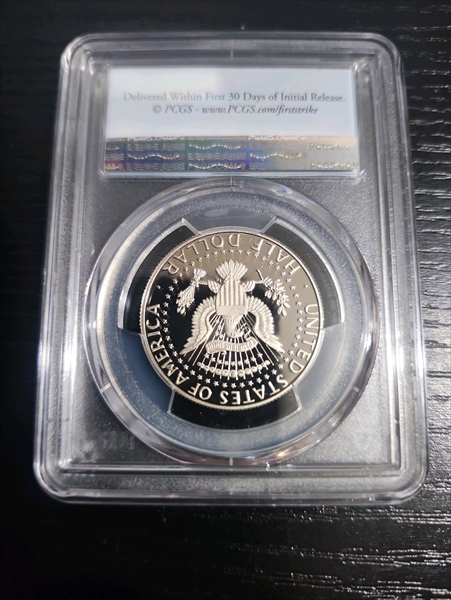 Delivered Within First 30 Days of Initial Release.
© PCGS - www.PCGS.com/firststrike
UNITED STATES OF AMERICA
HALF DOLLAR